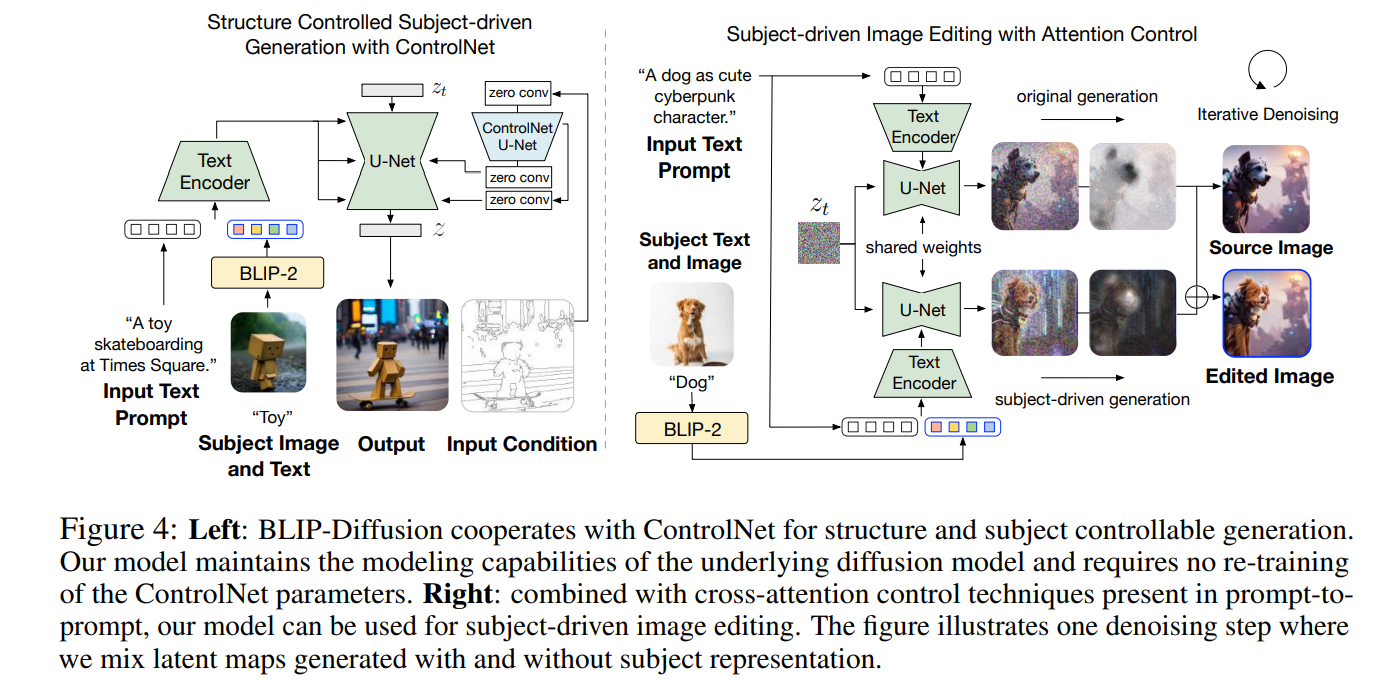 Structure Controlled Subject-driven
Generation with ControlNet
z_t
zero conv
ControlNet
U-Net
U-Net
zero conv
zero conv
Text
Encoder
z
BLIP-2
“A toy
skateboarding
at Times Square.”
Input Text
Prompt
“Toy”
Subject Image
and Text
Output
Input Condition
Subject-driven Image Editing with Attention Control
“A dog as cute
cyberpunk
character.”
Input Text
Prompt
Text
Encoder
original generation
Iterative Denoising
U-Net
z_t
shared weights
Source Image
Subject Text
and Image
U-Net
Edited Image
“Dog”
Text
Encoder
subject-driven generation
BLIP-2
Figure 4: Left: BLIP-Diffusion cooperates with ControlNet for structure and subject controllable generation.
Our model maintains the modeling capabilities of the underlying diffusion model and requires no re-training
of the ControlNet parameters. Right: combined with cross-attention control techniques present in prompt-to-
prompt, our model can be used for subject-driven image editing. The figure illustrates one denoising step where
we mix latent maps generated with and without subject representation.